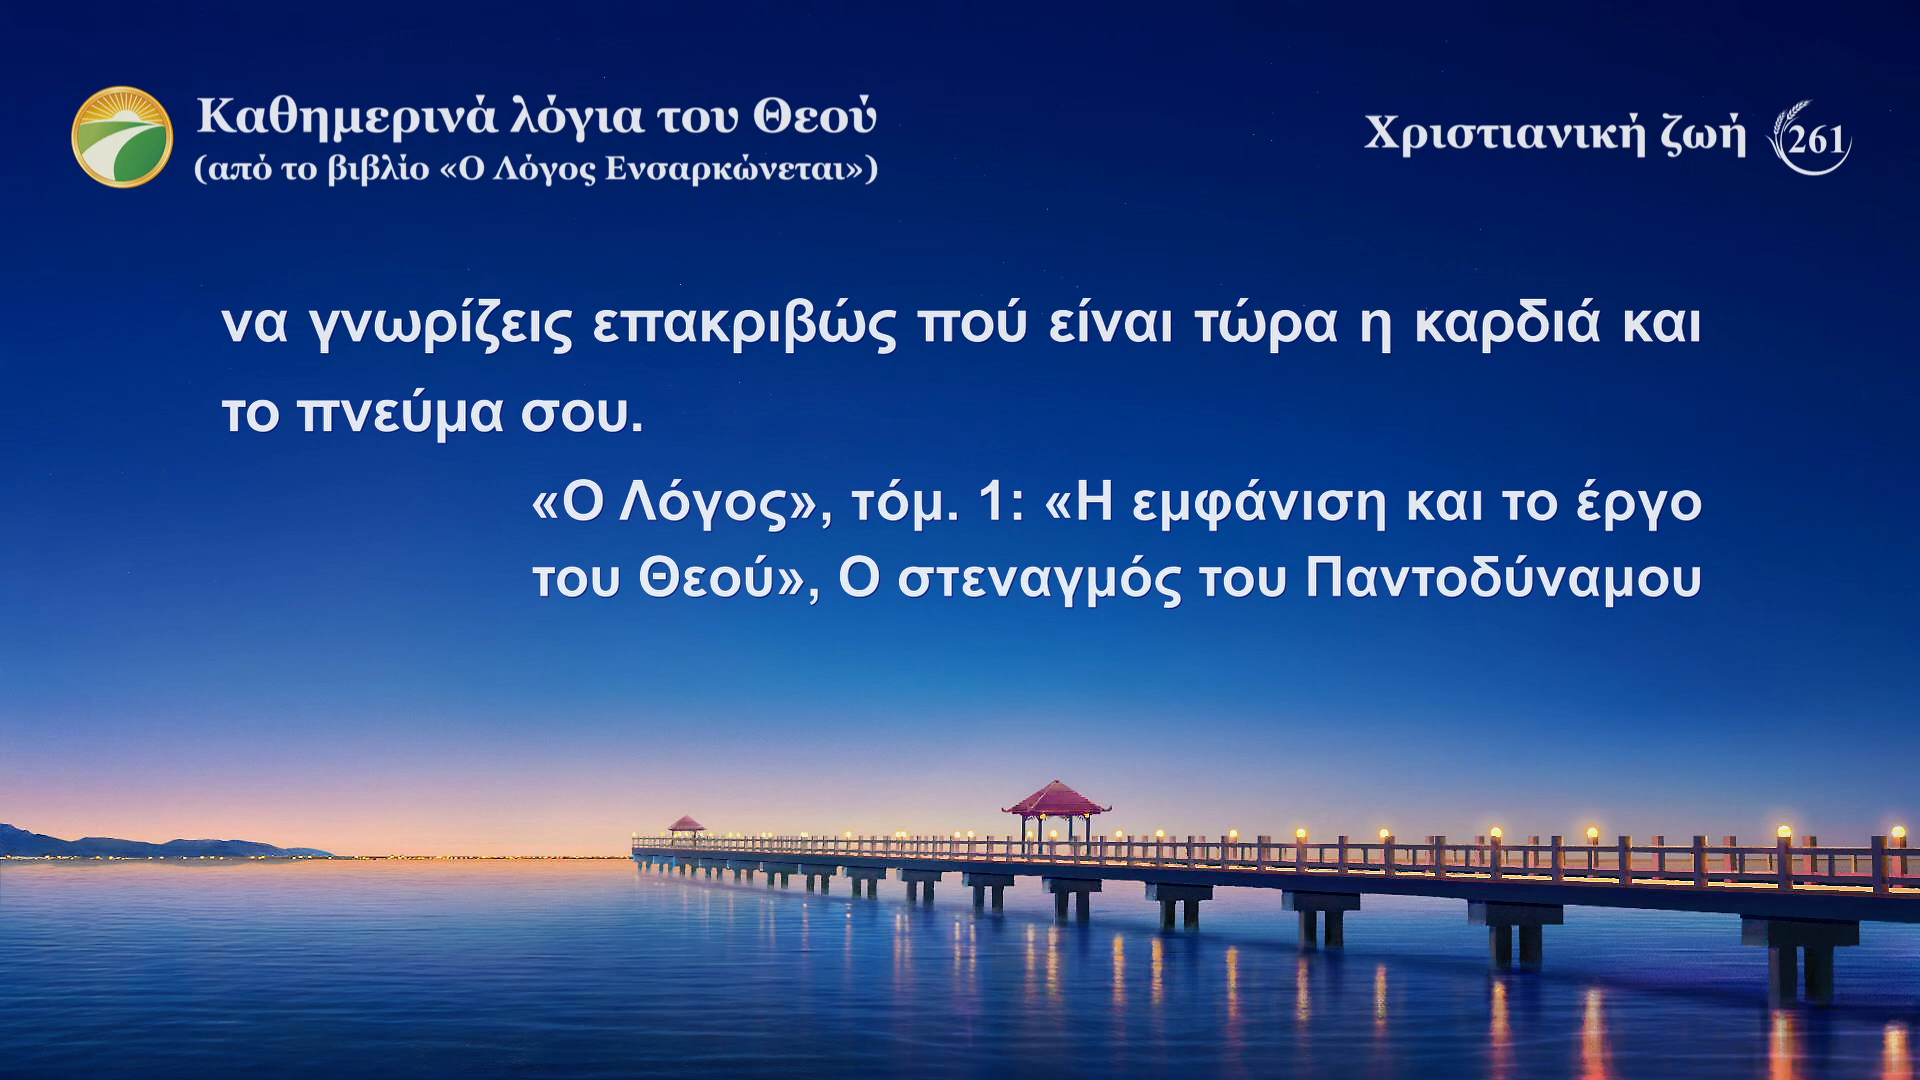 Καθημερινά λόγια του Θεού
(από το βιβλίο «Ο Λόγος Ενσαρκώνεται»)
Χριστιανική ζωή 261
να γνωρίζεις επακριβώς πού είναι τώρα η καρδιά και
το πνεύμα σου.
«Ο Λόγος», τόμ. 1: «Η εμφάνιση και το έργο
του Θεού», Ο στεναγμός του Παντοδύναμου